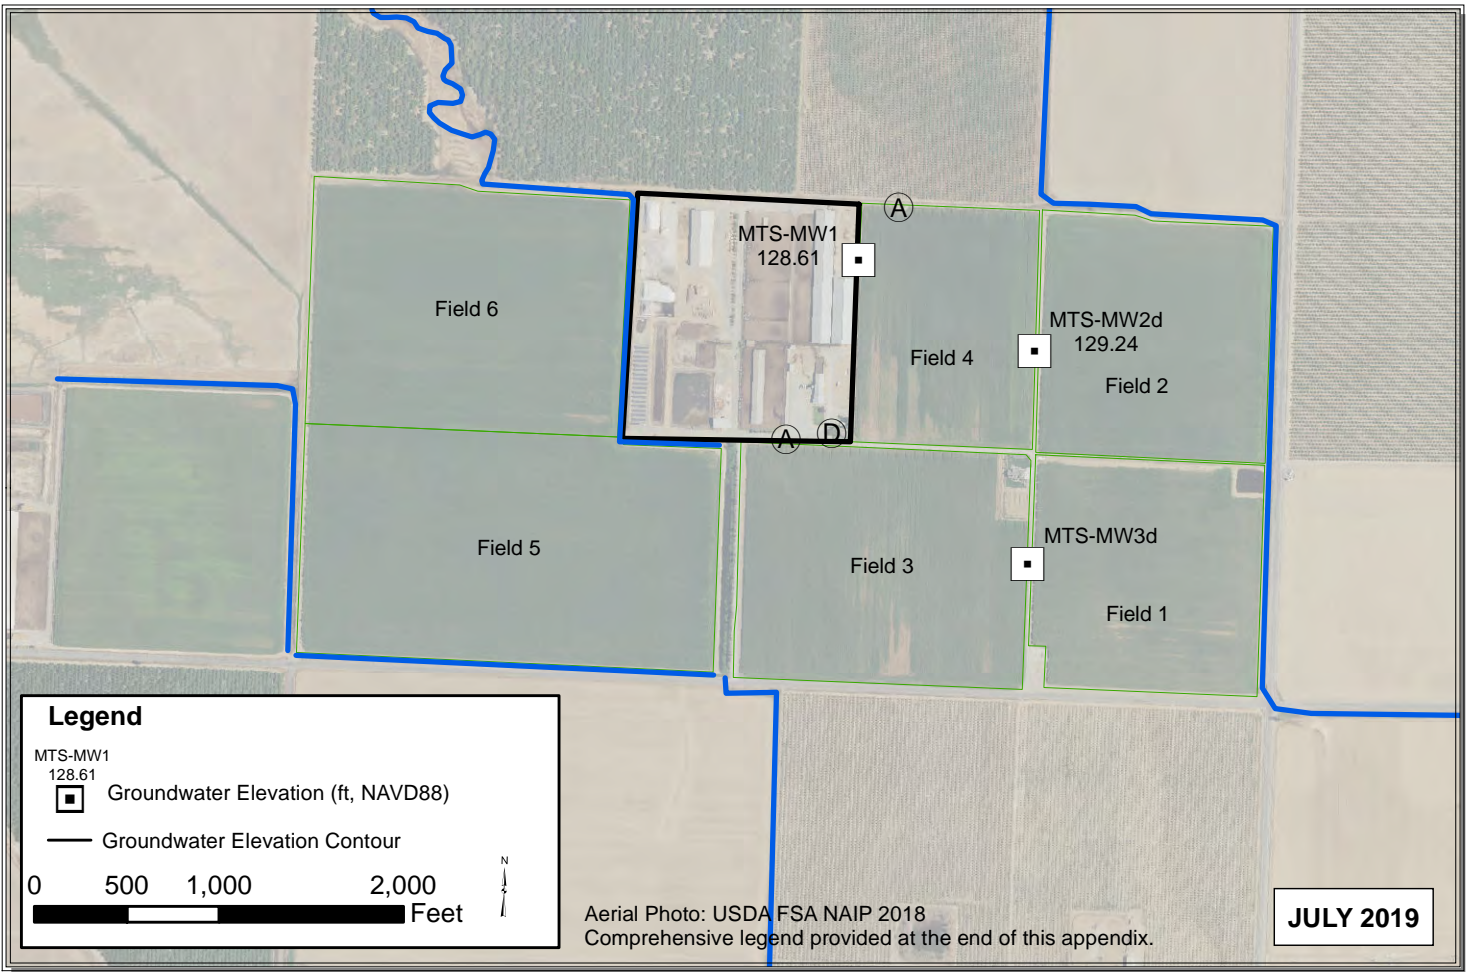 A
MTS-MW1
128.61
Field 6
MTS-MW2d
129.24
Field 4
Field 2
A
D
MTS-MW3d
Field 5
Field 3
Field 1
Legend
MTS-MW1
128.61
Groundwater Elevation (ft, NAVD88)
Groundwater Elevation Contour
N
0 500 1,000 2,000
Feet
Aerial Photo: USDA FSA NAIP 2018
Comprehensive legend provided at the end of this appendix.
JULY 2019